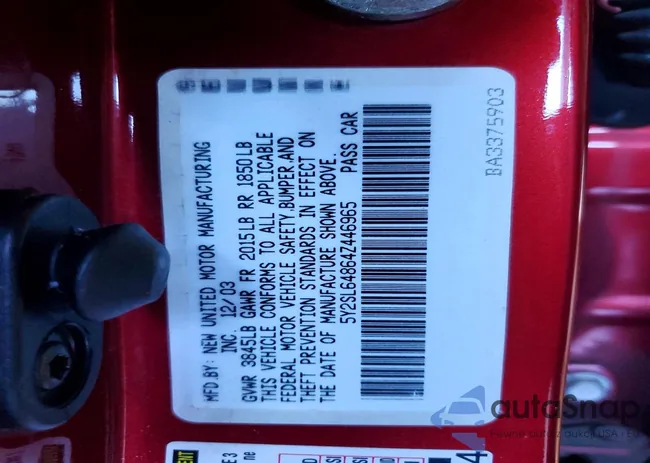 MFD.BY: NEW UNITED MOTOR MANUFACTURING
INC. 12/03
GVWR 3845LB GAWR FR 2015LB RR 1850LB
THIS VEHICLE CONFORMS TO ALL APPLICABLE
FEDERAL MOTOR VEHICLE SAFETY,BUMPER,AND
THEFT PREVENTION STANDARDS IN EFFECT ON
THE DATE OF MANUFACTURE SHOWN ABOVE.
5Y2SL64864Z446965 PASS CAR
BA3375903
autoSnap